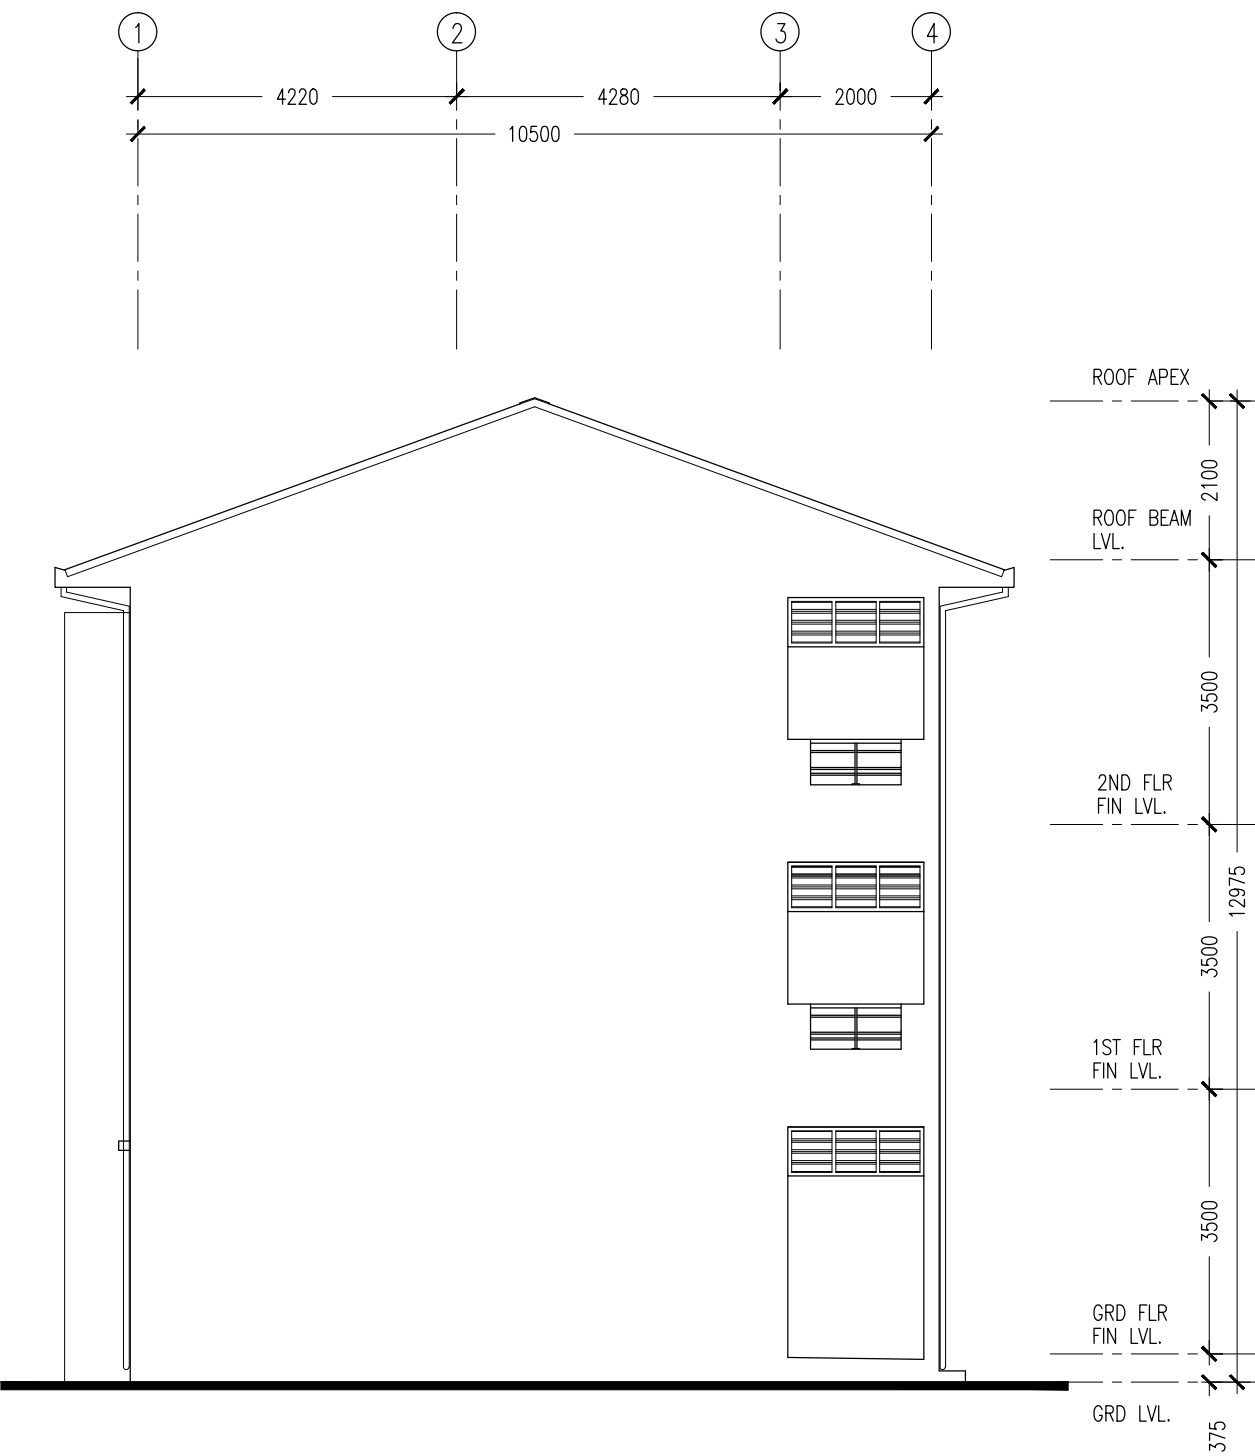 1
2
3
4
4220
4280
2000
10500
ROOF APEX
2100
ROOF BEAM
LVL.
3500
2ND FLR
FIN LVL.
12975
3500
1ST FLR
FIN LVL.
3500
GRD FLR
FIN LVL.
GRD LVL.
375